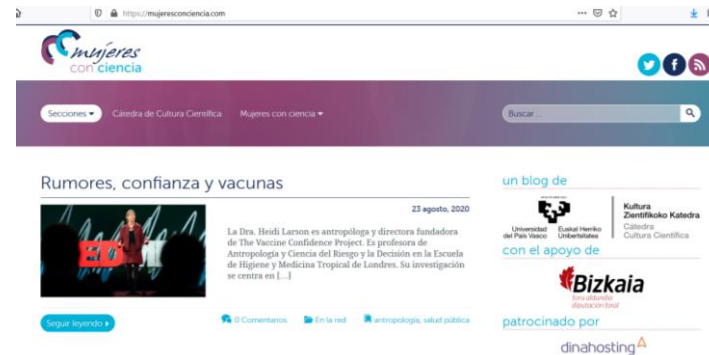 https://mujeresconciencia.com
mujeres
con ciencia
Secciones
Cátedra de Cultura Científica
Mujeres con ciencia
Buscar ...
Rumores, confianza y vacunas
23 agosto, 2020
La Dra. Heidi Larson es antropóloga y directora fundadora
de The Vaccine Confidence Project. Es profesora de
Antropología y Ciencia del Riesgo y la Decisión en la Escuela
de Higiene y Medicina Tropical de Londres. Su investigación
se centra en […]
Seguir leyendo
0 Comentarios
En la red
antropología, salud pública
un blog de
Universidad del País Vasco
Euskal Herriko Unibertsitatea
Kultura
Zientifikoko Katedra
Cátedra
Cultura Científica
con el apoyo de
Bizkaia
foru aldundia
diputación foral
patrocinado por
dinahosting